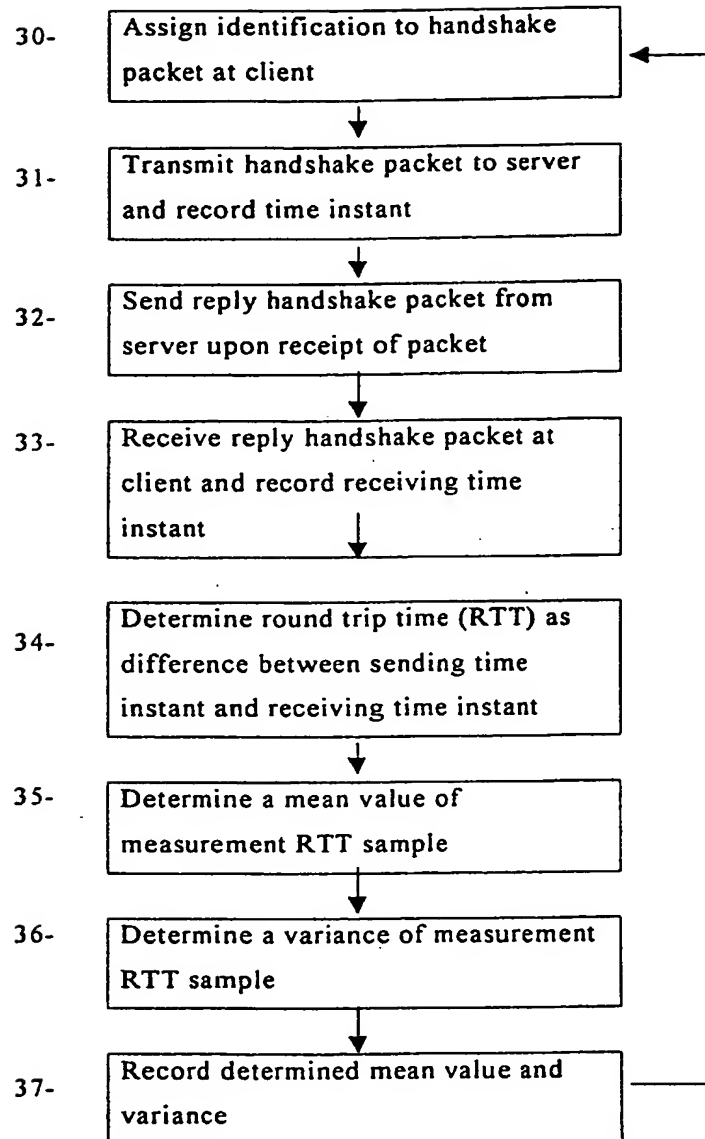 30- Assign identification to handshake
packet at client
31- Transmit handshake packet to server
and record time instant
32- Send reply handshake packet from
server upon receipt of packet
33- Receive reply handshake packet at
client and record receiving time
instant
34- Determine round trip time (RTT) as
difference between sending time
instant and receiving time instant
35- Determine a mean value of
measurement RTT sample
36- Determine a variance of measurement
RTT sample
37- Record determined mean value and
variance